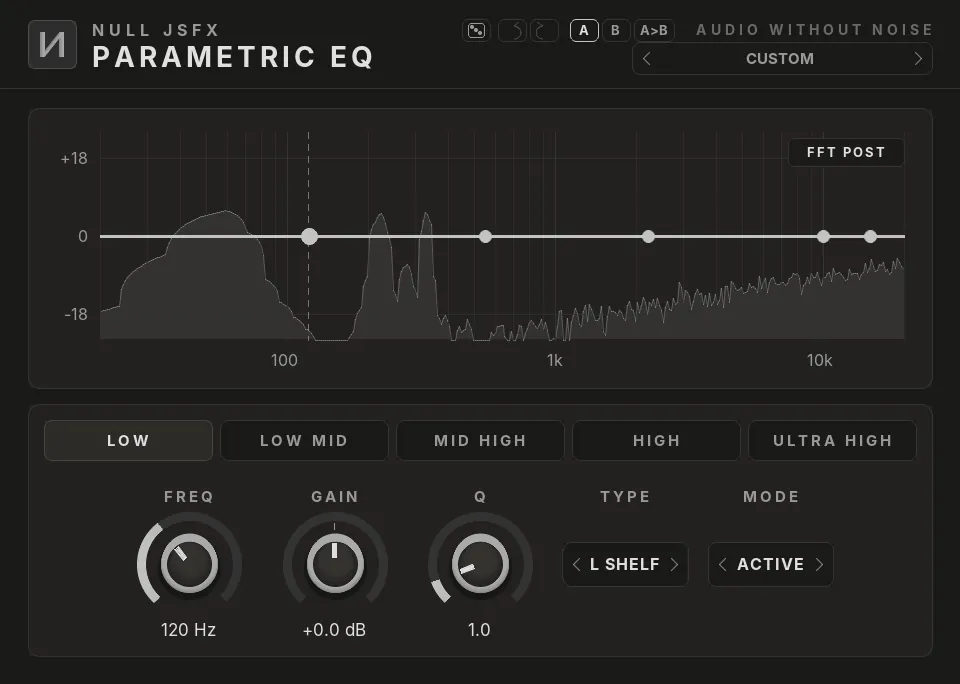 NULL JSFX
PARAMETRIC EQ
A B A>B
AUDIO WITHOUT NOISE
CUSTOM
FFT POST
+18
0
-18
100 1k 10k
LOW LOW MID MID HIGH HIGH ULTRA HIGH
FREQ GAIN Q TYPE MODE
L SHELF ACTIVE
120 Hz +0.0 dB 1.0